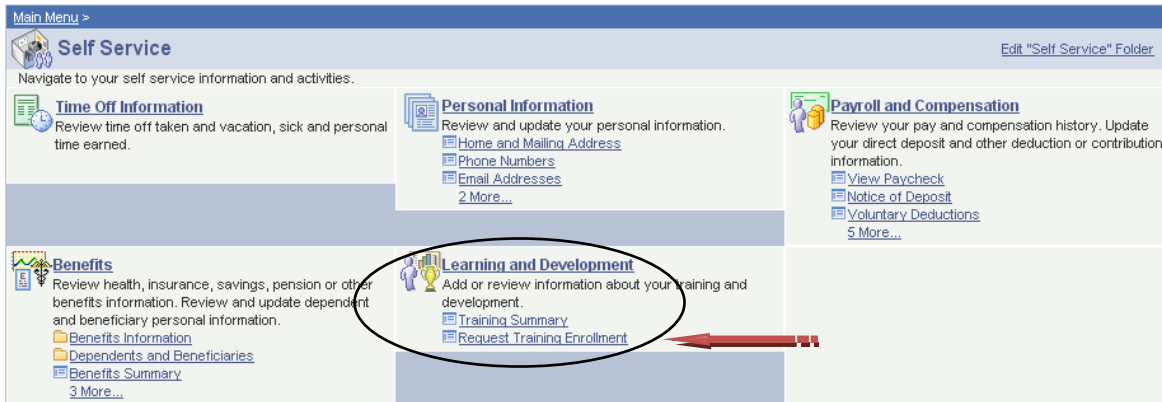 Main Menu >
Self Service
Edit "Self Service" Folder
Navigate to your self service information and activities.
Time Off Information
Review time off taken and vacation, sick and personal
time earned.
Personal Information
Review and update your personal information.
Home and Mailing Address
Phone Numbers
Email Addresses
2 More...
Payroll and Compensation
Review your pay and compensation history. Update
your direct deposit and other deduction or contribution
information.
View Paycheck
Notice of Deposit
Voluntary Deductions
5 More...
Benefits
Review health, insurance, savings, pension or other
benefits information. Review and update dependent
and beneficiary personal information.
Benefits Information
Dependents and Beneficiaries
Benefits Summary
3 More...
Learning and Development
Add or review information about your training and
development.
Training Summary
Request Training Enrollment